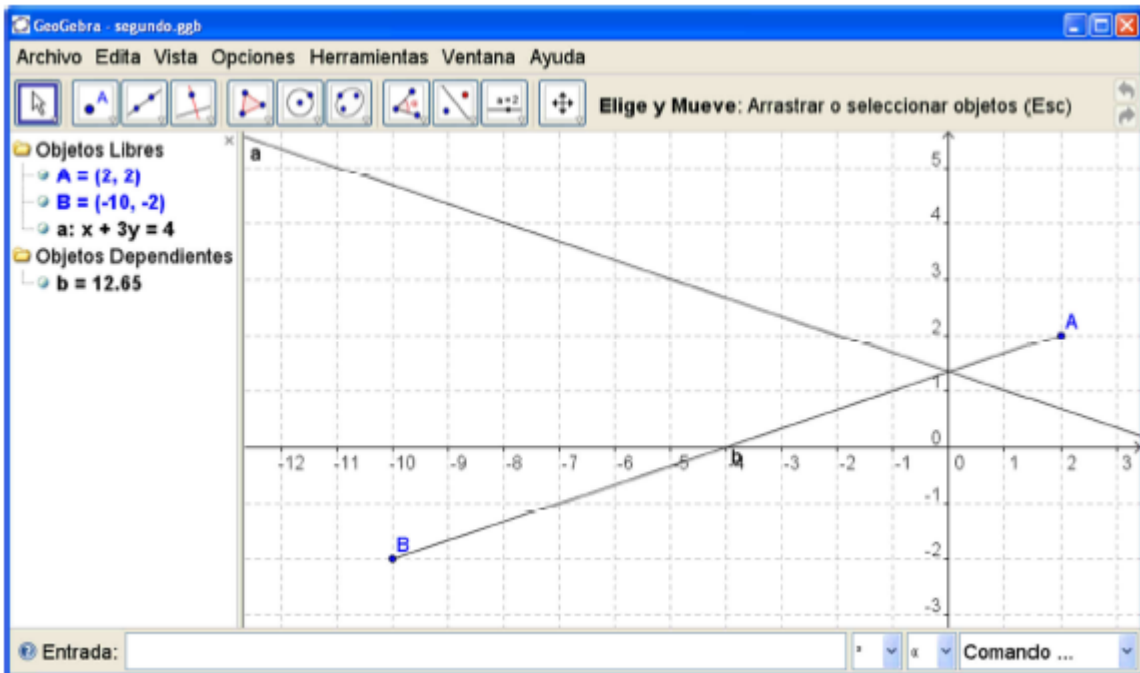 GeoGebra - segundo.ggb
Archivo Edita Vista Opciones Herramientas Ventana Ayuda
A
a=2
Elige y Mueve: Arrastrar o seleccionar objetos (Esc)
Objetos Libres
A = (2, 2)
B = (-10, -2)
a: x + 3y = 4
Objetos Dependientes
b = 12.65
a
5
4
3
2
A
1
0
-12 -11 -10 -9 -8 -7 -6 -5 -4 -3 -2 -1 0 1 2 3
b
-1
B
-2
-3
Entrada:
α
Comando ...